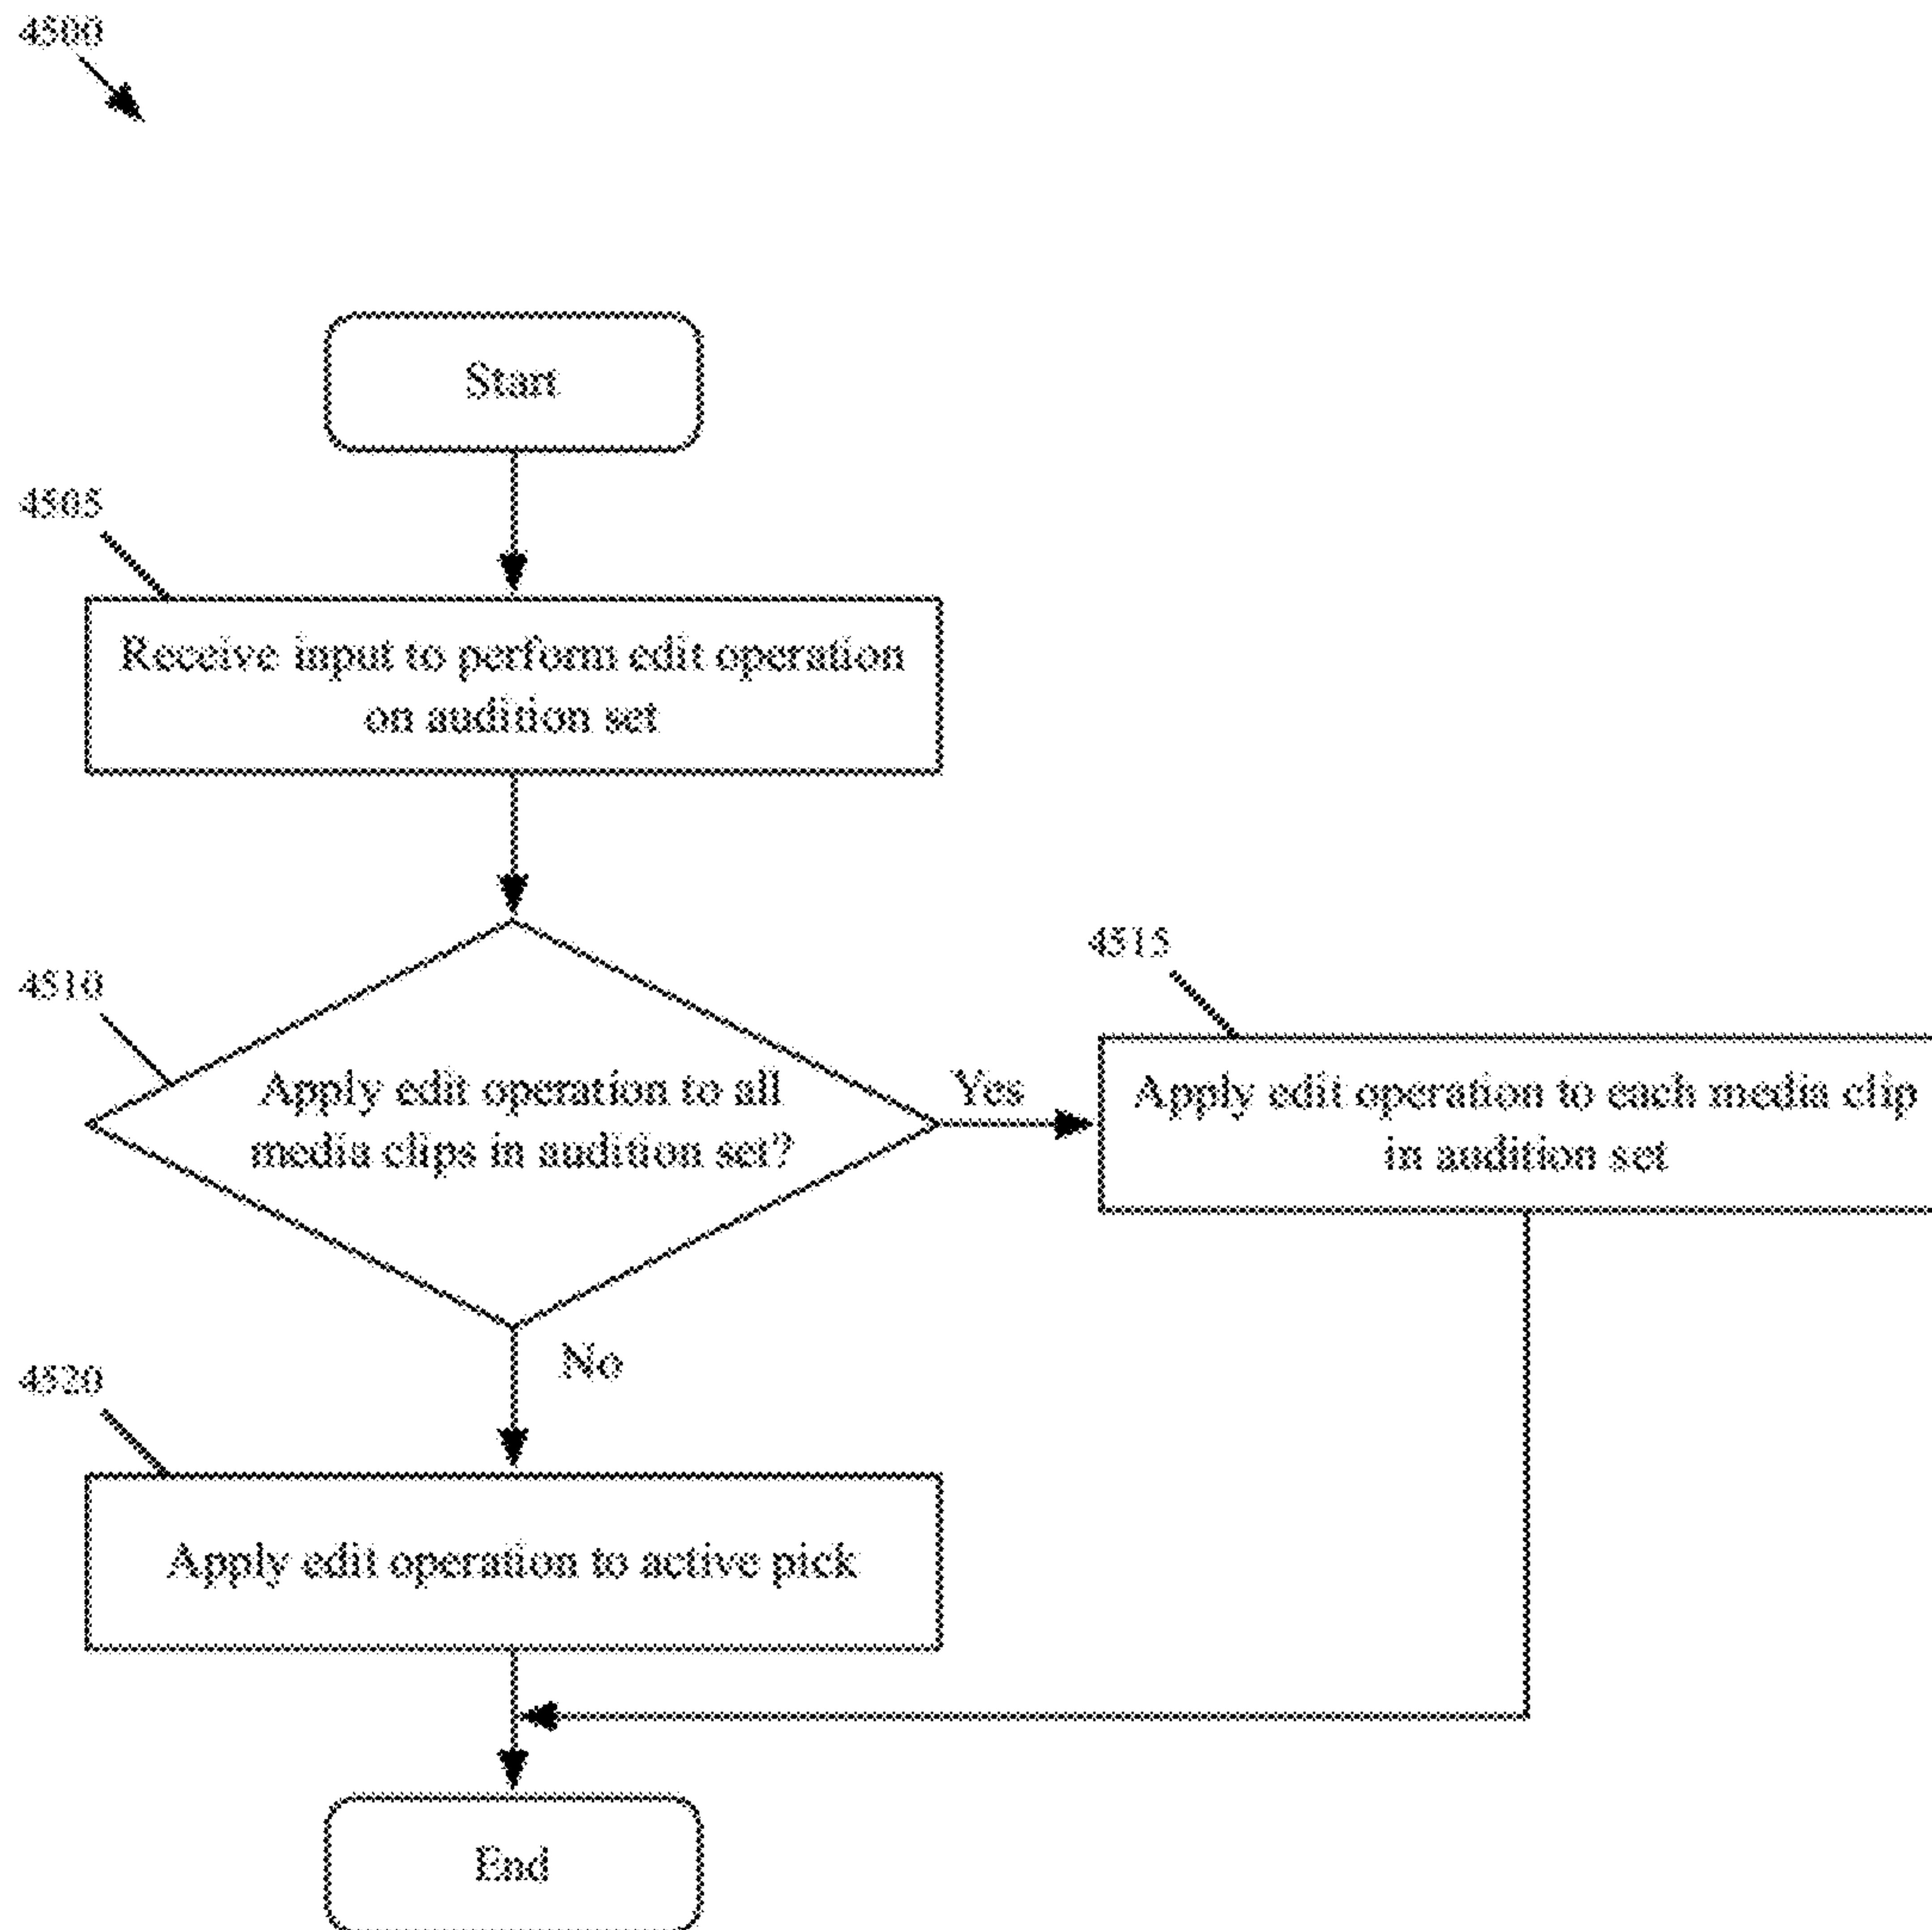 4500
Start
4505
Receive input to perform edit operation
on audition set
4510
Apply edit operation to all
media clips in audition set?
Yes
4515
Apply edit operation to each media clip
in audition set
No
4520
Apply edit operation to active pick
End